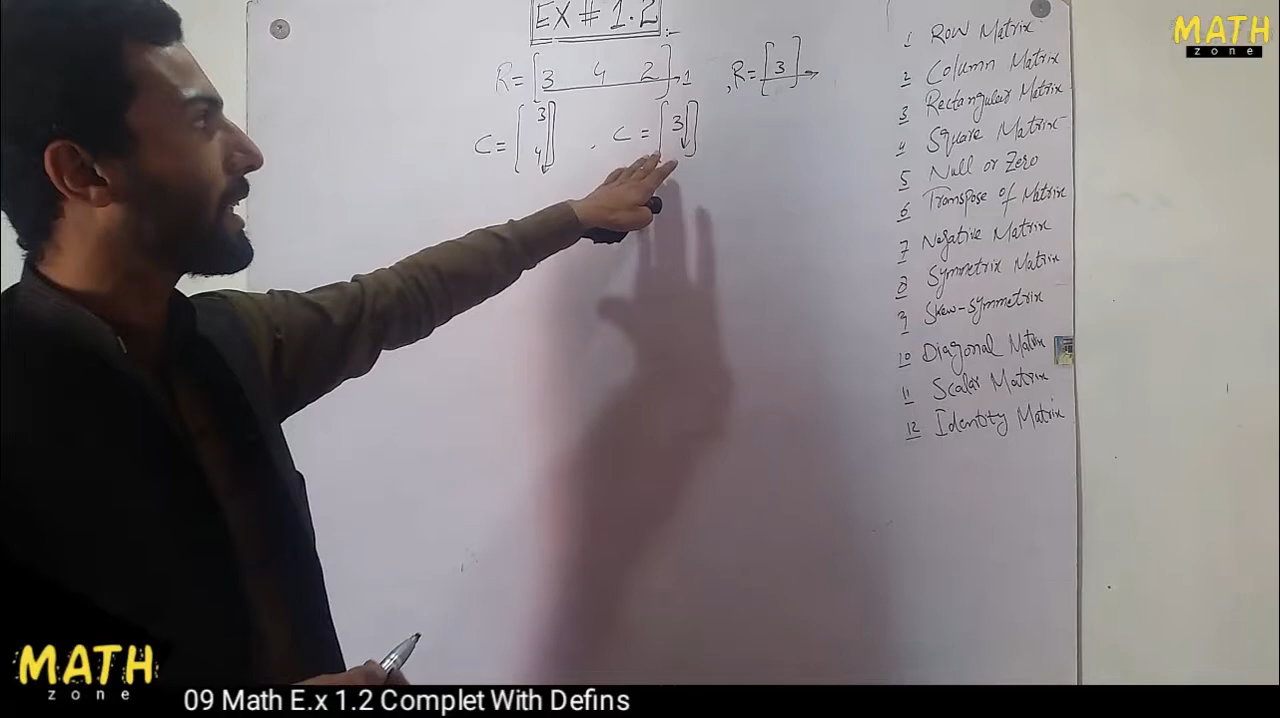 EX # 1.2
R = [3 4 2] → 1 , R = [3] →
C = [3
4] , C = [3]
1 Row Matrix
2 Column Matrix
3 Rectangular Matrix
4 Square Matrix
5 Null or Zero
6 Transpose of Matrix
7 Negative Matrix
8 Symmetrix Matrix
9 Skew-symmetrix
10 Diagonal Matrix
11 Scalar Matrix
12 Identity Matrix
MATH
zone
MATH
zone
09 Math E.x 1.2 Complet With Defins